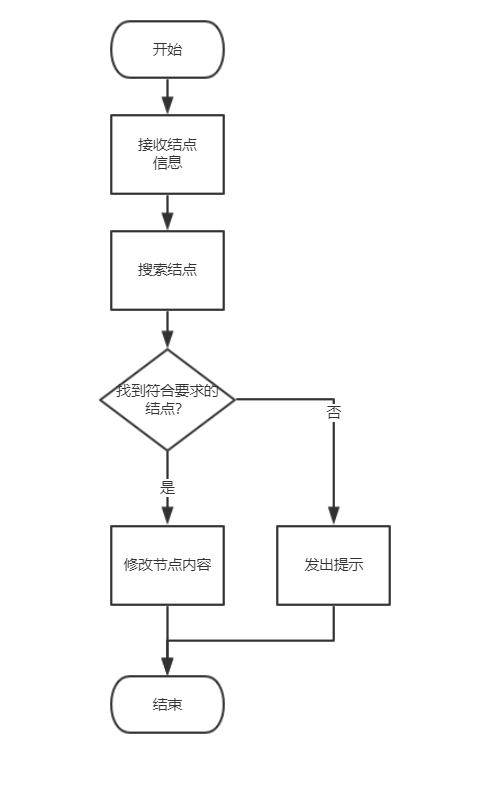 开始
接收结点
信息
搜索结点
找到符合要求的
结点?
否
是
修改节点内容
发出提示
结束